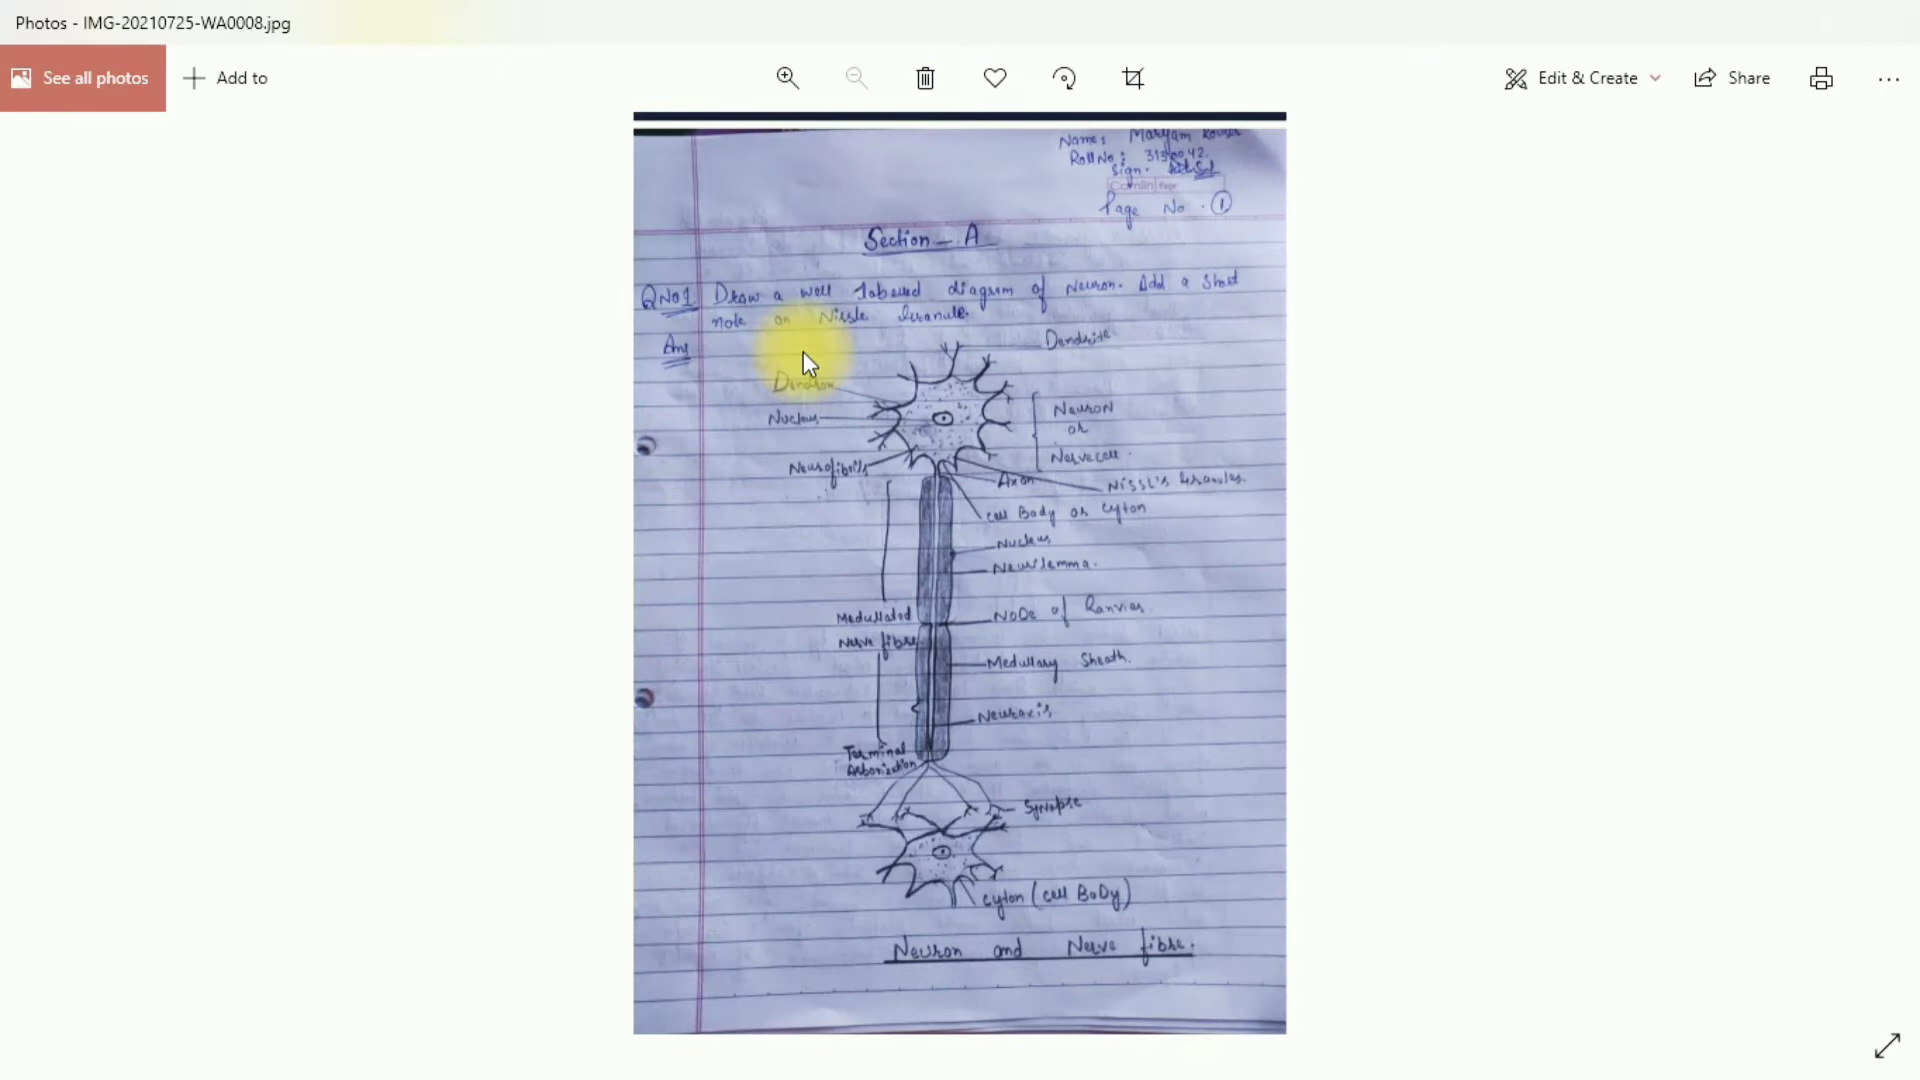 Photos - IMG-20210725-WA0008.jpg
See all photos
Add to
Edit & Create
Share
Name: Maryam
Roll No:
Sign.
Page No. 1
Section - A
Q No 1 Draw a well labelled diagram of Neuron. Add a short
note on Nissle Granule.
Ans
Dendrite
Dendron
Nucleus
Neuron
or
Nerve cell
Neurofibrils
Axon
Nissl's Granules
Cell Body or Cyton
Nucleus
Neurilemma
Medullated
Node of Ranvier
Nerve fibre
Medullary Sheath.
Neuraxis
Terminal
Arborization
Synapse
Cyton (cell Body)
Neuron and Nerve fibre.